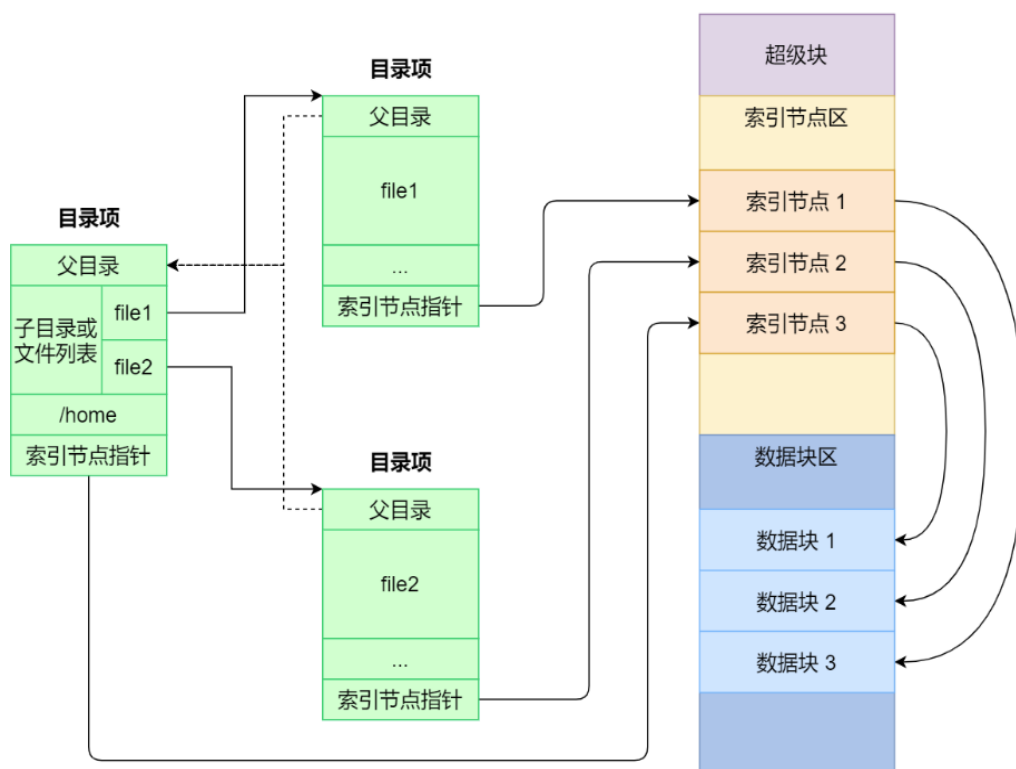 目录项
父目录
子目录或
文件列表
file1
file2
/home
索引节点指针
目录项
父目录
file1
...
索引节点指针
目录项
父目录
file2
...
索引节点指针
超级块
索引节点区
索引节点 1
索引节点 2
索引节点 3
数据块区
数据块 1
数据块 2
数据块 3